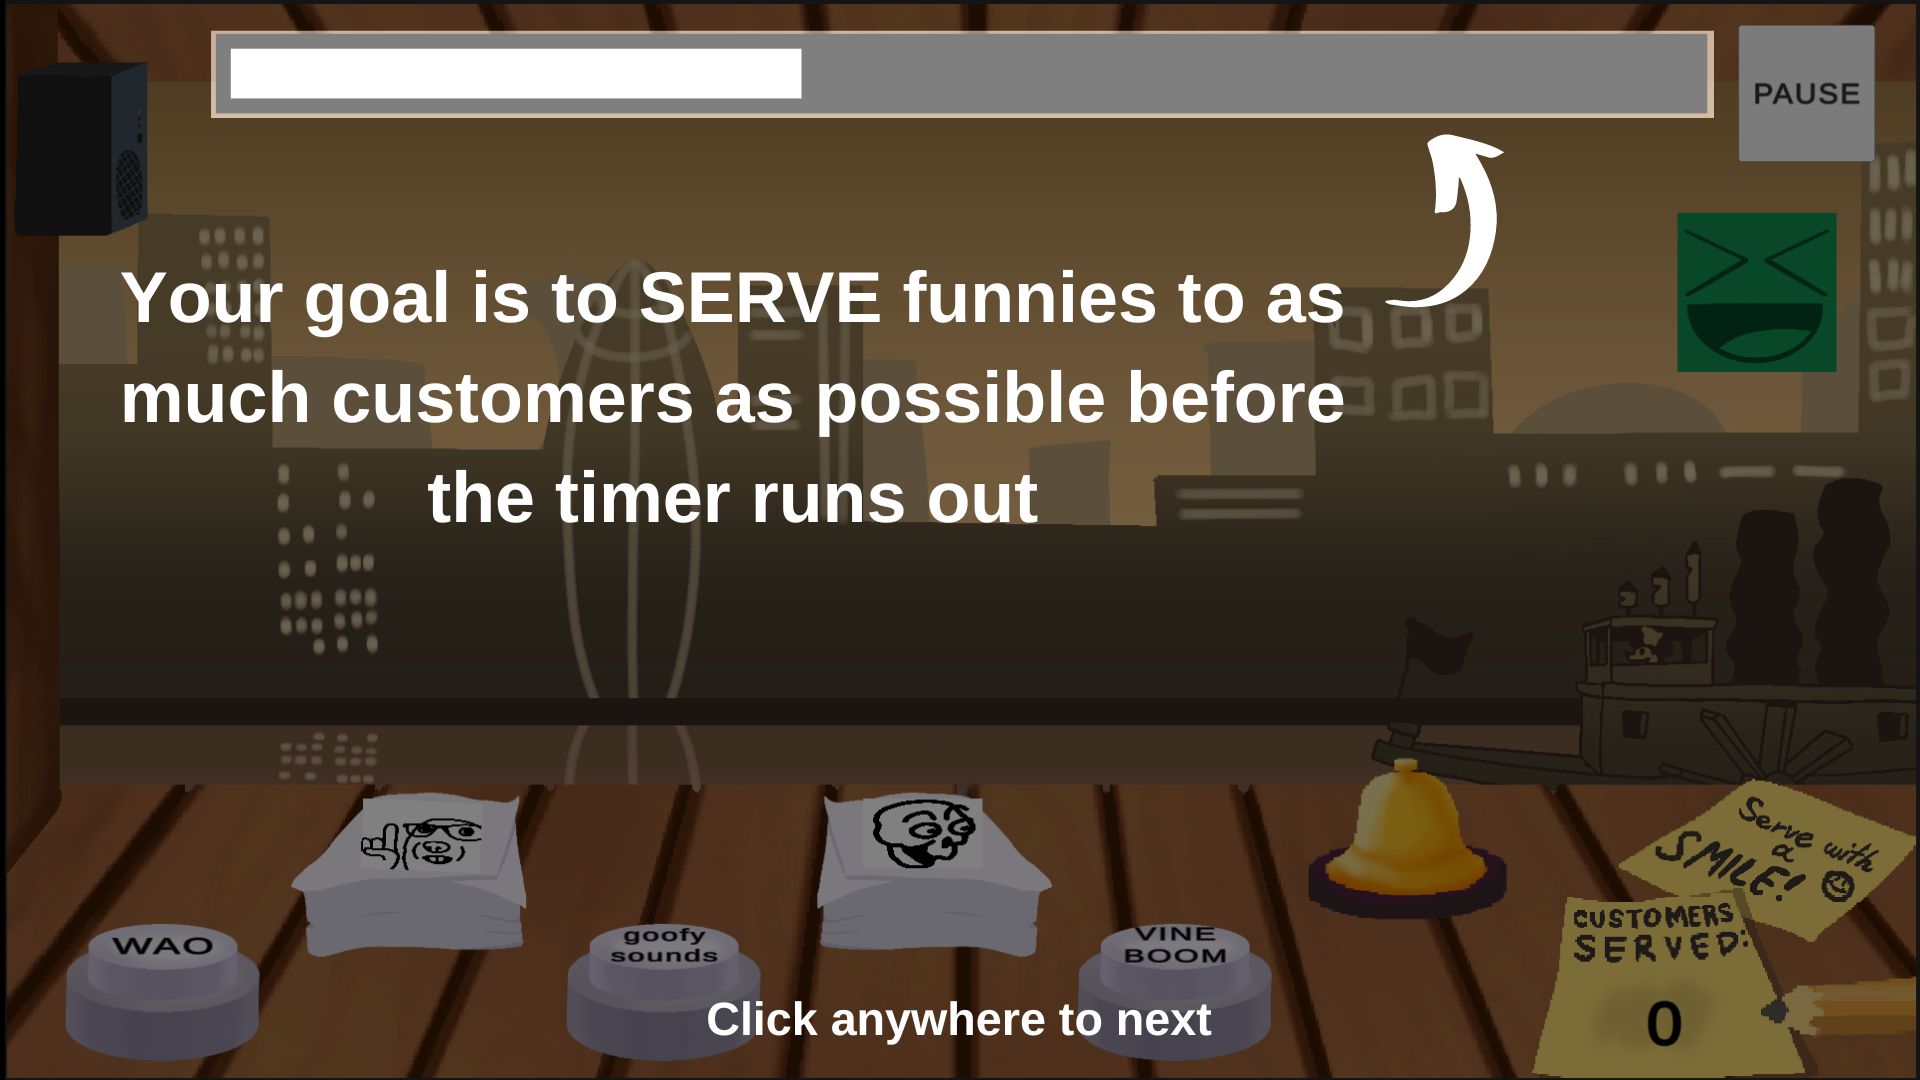 PAUSE
Your goal is to SERVE funnies to as
much customers as possible before
the timer runs out
Serve with
a
SMILE!
WAO
goofy
sounds
VINE
BOOM
CUSTOMERS
SERVED:
0
Click anywhere to next